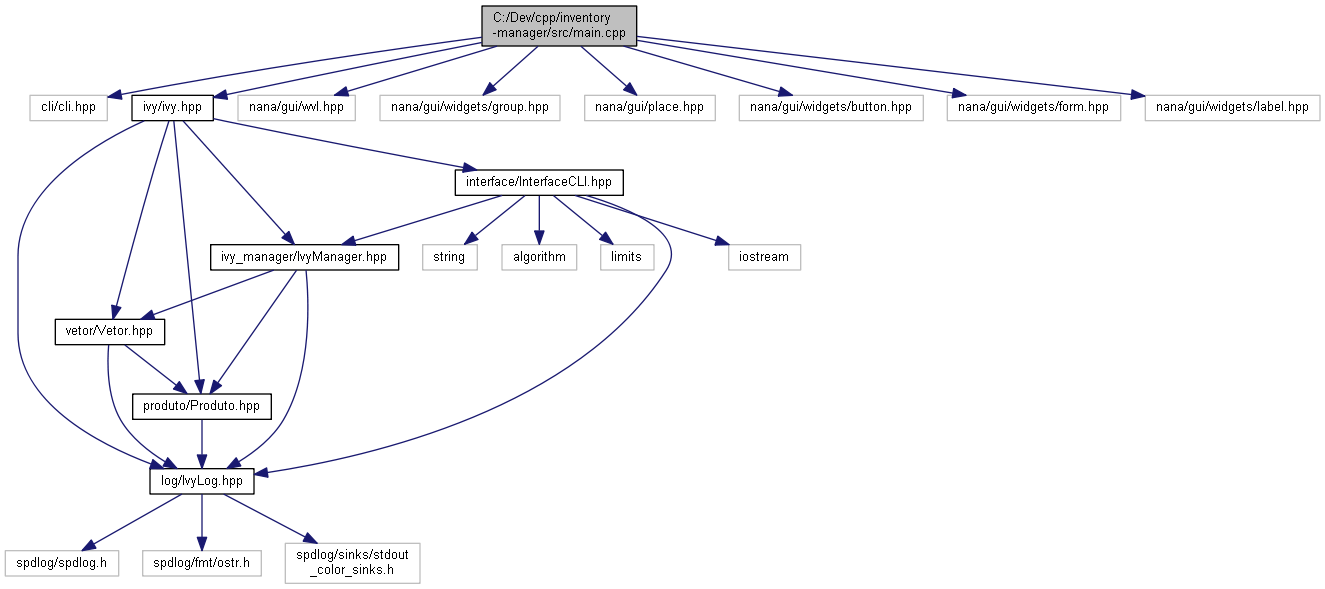 C:/Dev/cpp/inventory
-manager/src/main.cpp
cli/cli.hpp
ivy/ivy.hpp
nana/gui/wvl.hpp
nana/gui/widgets/group.hpp
nana/gui/place.hpp
nana/gui/widgets/button.hpp
nana/gui/widgets/form.hpp
nana/gui/widgets/label.hpp
interface/InterfaceCLI.hpp
ivy_manager/IvyManager.hpp
string
algorithm
limits
iostream
vetor/Vetor.hpp
produto/Produto.hpp
log/IvyLog.hpp
spdlog/spdlog.h
spdlog/fmt/ostr.h
spdlog/sinks/stdout
_color_sinks.h